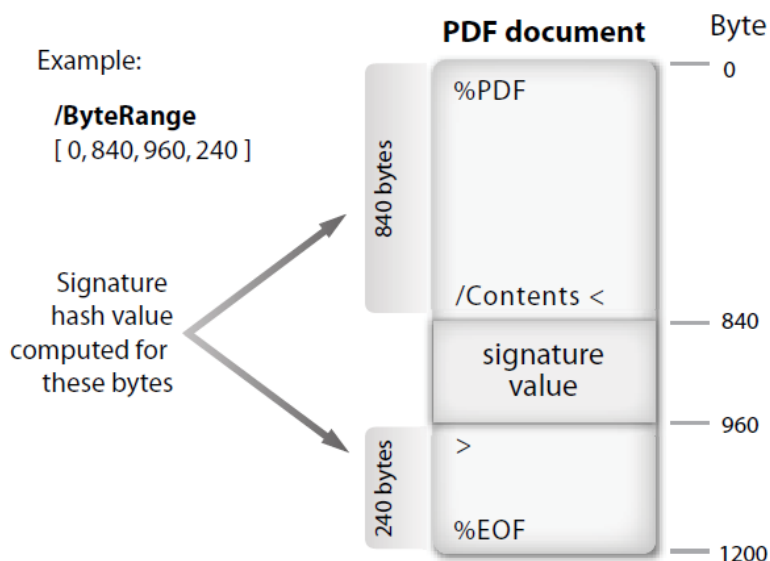 PDF document
Byte
Example:
/ByteRange
[ 0, 840, 960, 240 ]
0
%PDF
840 bytes
Signature
hash value
computed for
these bytes
/Contents <
840
signature
value
960
>
240 bytes
%EOF
1200